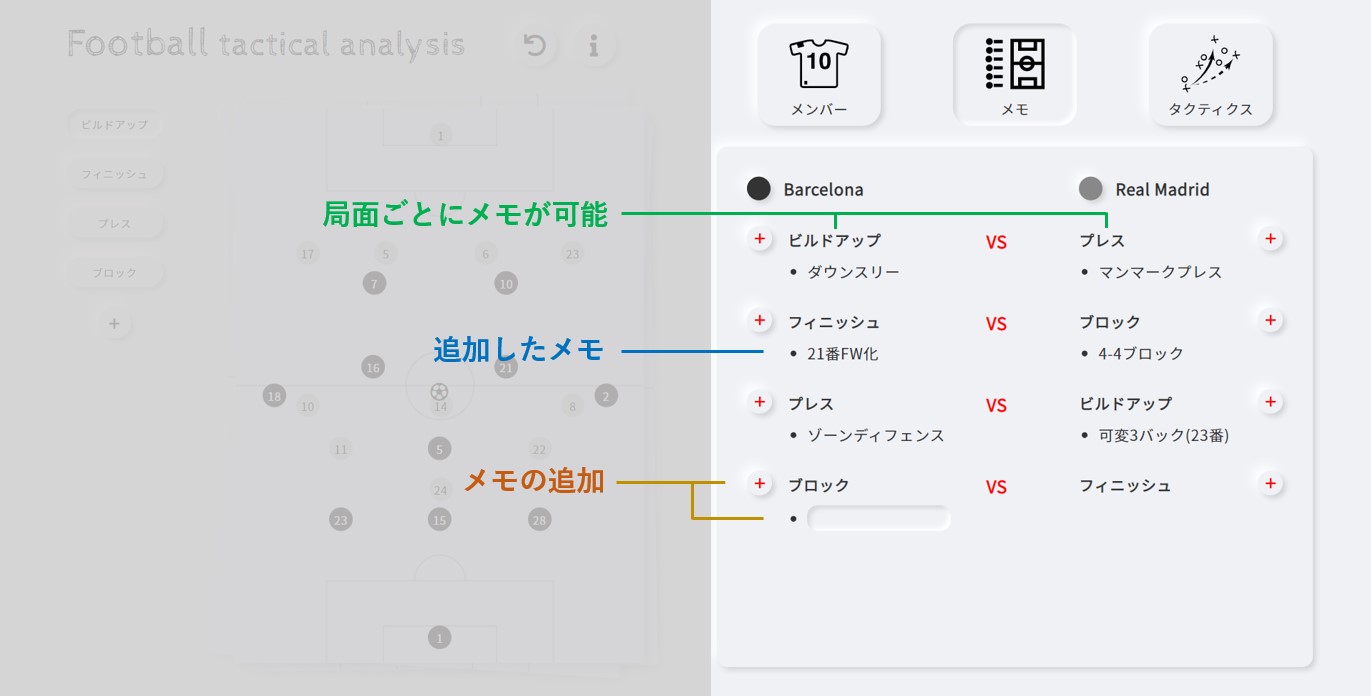 Football tactical analysis
ビルドアップ
フィニッシュ
プレス
ブロック
+
1
17
5
6
23
7
10
16
21
18
2
10
14
8
11
5
22
24
23
15
28
1
局面ごとにメモが可能
追加したメモ
メモの追加
10
メンバー
メモ
タクティクス
Barcelona
Real Madrid
+ ビルドアップ VS プレス +
• ダウンスリー
• マンマークプレス
+ フィニッシュ VS ブロック +
• 21番FW化
• 4-4ブロック
+ プレス VS ビルドアップ +
• ゾーンディフェンス
• 可変3バック(23番)
+ ブロック VS フィニッシュ +
•